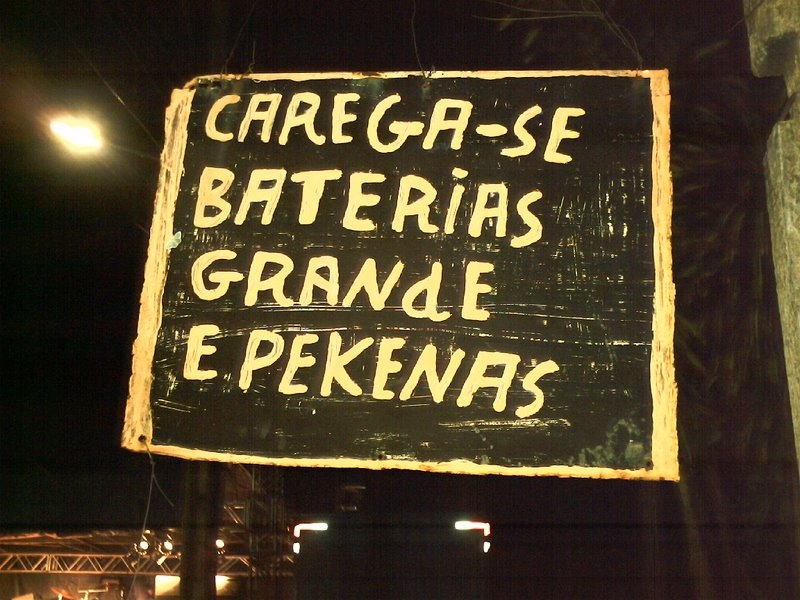 CAREGA-SE
BATERiAS
GRANdE
E PEKENAS